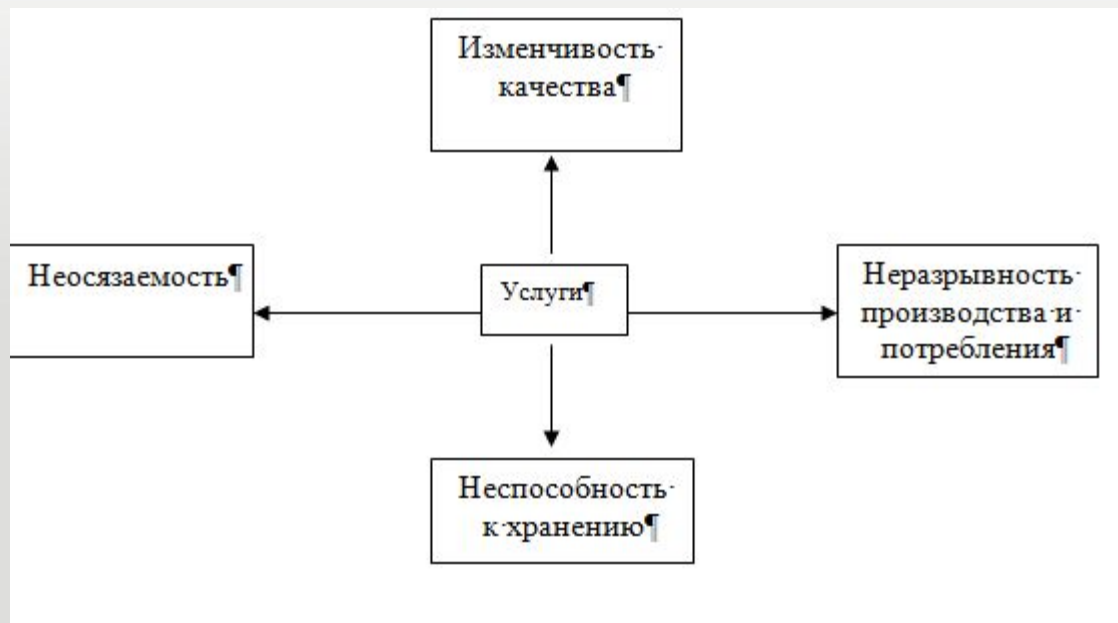 Изменчивость·
качества¶
Неосязаемость¶
Услуги¶
Неразрывность·
производства·и·
потребления¶
Неспособность·
к·хранению¶